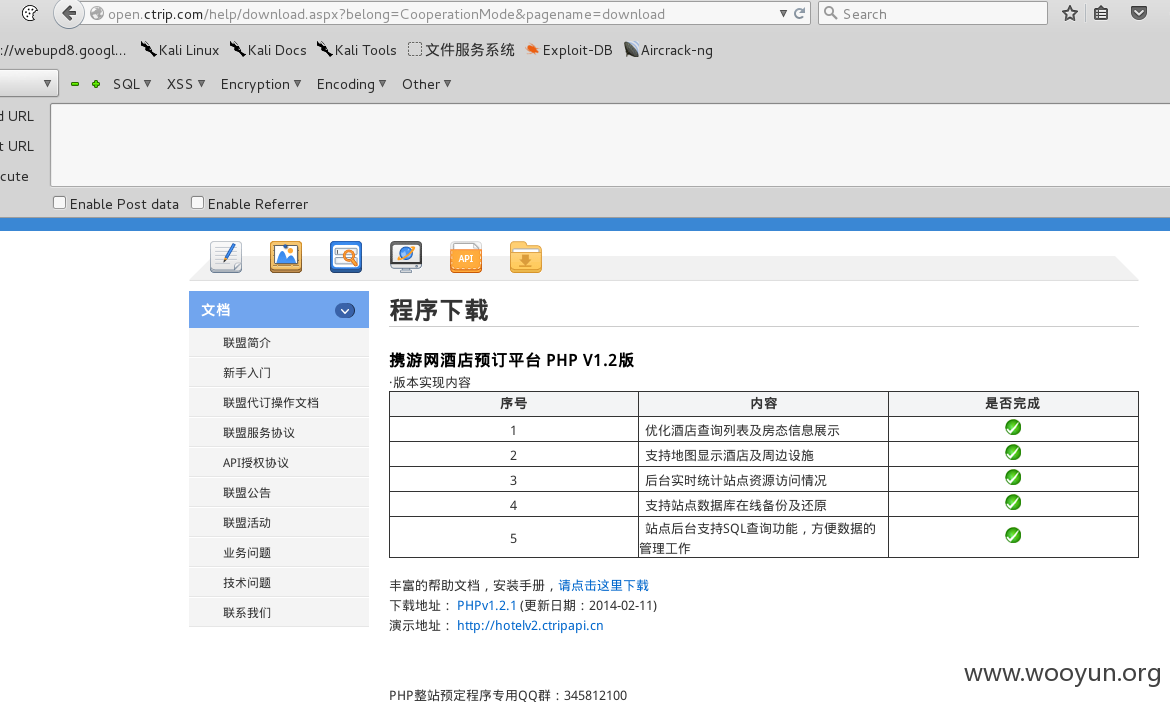 open.ctrip.com/help/download.aspx?belong=CooperationMode&pagename=download
Search
://webupd8.googl...
Kali Linux
Kali Docs
Kali Tools
文件服务系统
Exploit-DB
Aircrack-ng
SQL
XSS
Encryption
Encoding
Other
d URL
t URL
cute
Enable Post data
Enable Referrer
API
文档
联盟简介
新手入门
联盟代订操作文档
联盟服务协议
API授权协议
联盟公告
联盟活动
业务问题
技术问题
联系我们
程序下载
携游网酒店预订平台 PHP V1.2版
·版本实现内容
序号 内容 是否完成
1 优化酒店查询列表及房态信息展示
2 支持地图显示酒店及周边设施
3 后台实时统计站点资源访问情况
4 支持站点数据库在线备份及还原
5 站点后台支持SQL查询功能，方便数据的
管理工作
丰富的帮助文档，安装手册，请点击这里下载
下载地址： PHPv1.2.1 (更新日期：2014-02-11)
演示地址： http://hotelv2.ctripapi.cn
www.wooyun.org
PHP整站预定程序专用QQ群：345812100